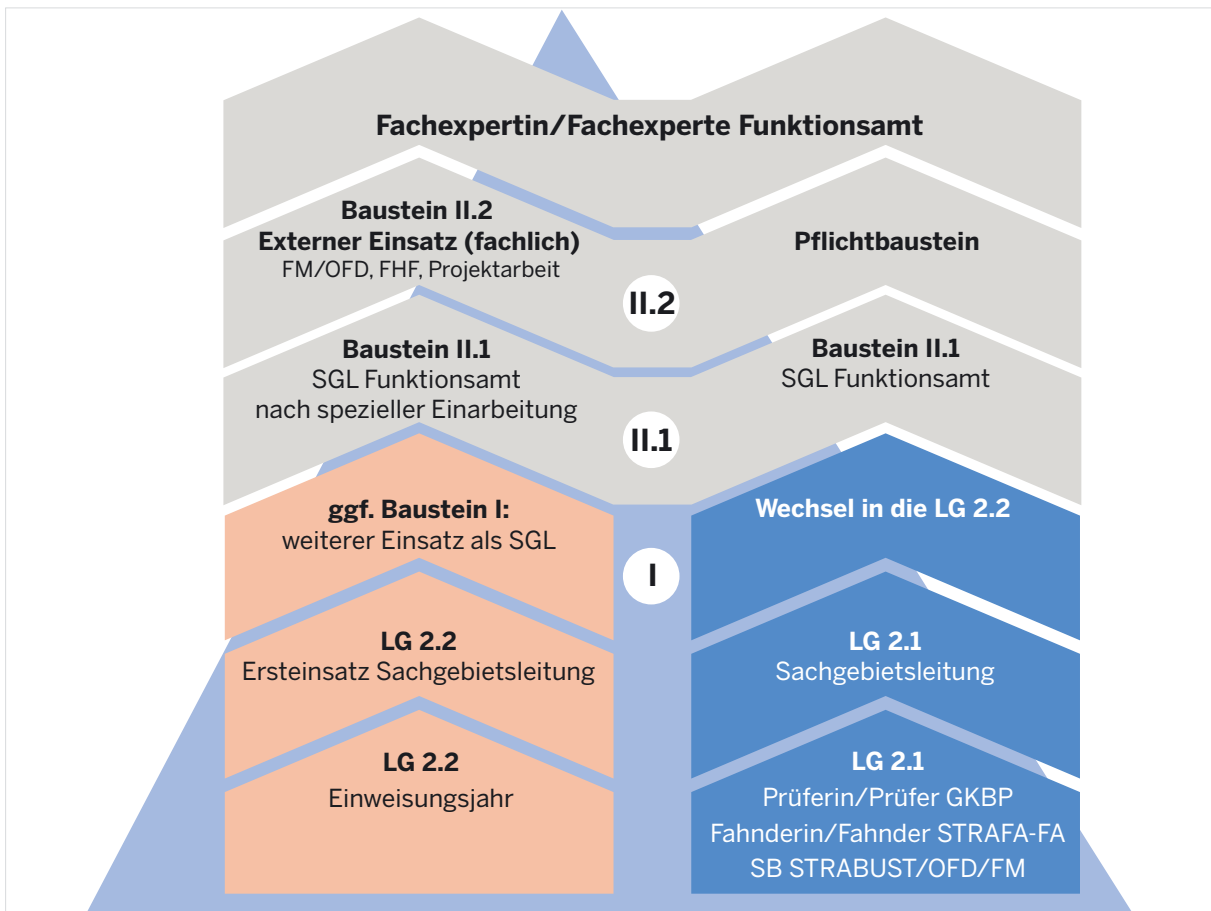 Fachexpertin/Fachexperte Funktionsamt
Baustein II.2
Externer Einsatz (fachlich)
FM/OFD, FHF, Projektarbeit
Pflichtbaustein
II.2
Baustein II.1
SGL Funktionsamt
nach spezieller Einarbeitung
Baustein II.1
SGL Funktionsamt
II.1
ggf. Baustein I:
weiterer Einsatz als SGL
Wechsel in die LG 2.2
I
LG 2.2
Ersteinsatz Sachgebietsleitung
LG 2.1
Sachgebietsleitung
LG 2.2
Einweisungsjahr
LG 2.1
Prüferin/Prüfer GKBP
Fahnderin/Fahnder STRAFA-FA
SB STRABUST/OFD/FM